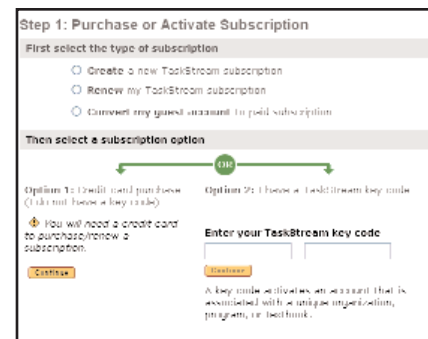 Step 1: Purchase or Activate Subscription
First select the type of subscription
Create a new TaskStream subscription
Renew my TaskStream subscription
Convert my guest account to paid subscription
Then select a subscription option
OR
Option 1: Credit card purchase
(I do not have a key code)
Option 2: I have a TaskStream key code
You will need a credit card
to purchase/renew a
subscription.
Continue
Enter your TaskStream key code
Continue
A key code activates an account that is
associated with a unique organization,
program, or textbook.